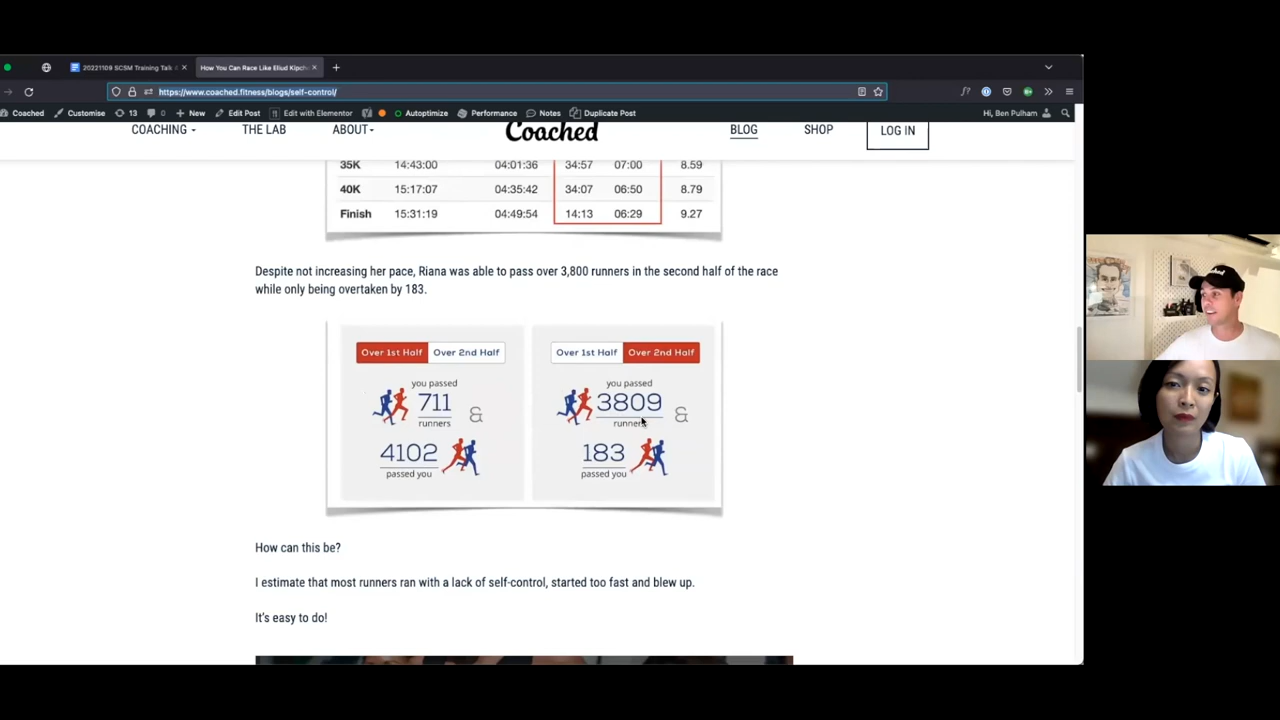 20221109 SCSM Training Talk
How You Can Race Like Eliud Kipch
https://www.coached.fitness/blogs/self-control/
Coached Customise 13 0 New Edit Post Edit with Elementor Autoptimize Performance Notes Duplicate Post Hi, Ben Pulham
COACHING THE LAB ABOUT Coached BLOG SHOP LOG IN
35K 14:43:00 04:01:36 34:57 07:00 8.59
40K 15:17:07 04:35:42 34:07 06:50 8.79
Finish 15:31:19 04:49:54 14:13 06:29 9.27
Despite not increasing her pace, Riana was able to pass over 3,800 runners in the second half of the race
while only being overtaken by 183.
Over 1st Half Over 2nd Half
you passed
711
runners
&
4102
passed you
Over 1st Half Over 2nd Half
you passed
3809
runners
&
183
passed you
How can this be?
I estimate that most runners ran with a lack of self-control, started too fast and blew up.
It's easy to do!
Coached